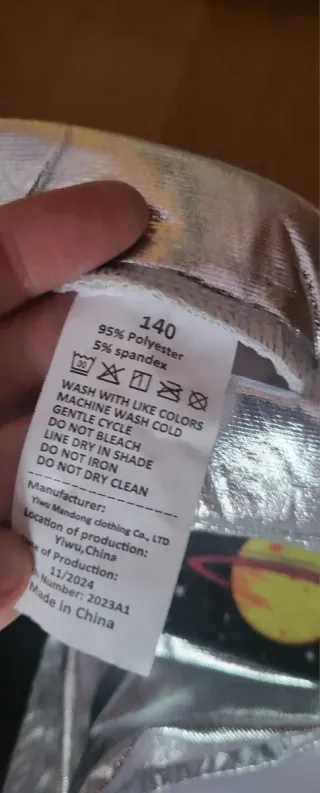 140
95% Polyester
5% spandex
30
WASH WITH LIKE COLORS
MACHINE WASH COLD
GENTLE CYCLE
DO NOT BLEACH
LINE DRY IN SHADE
DO NOT IRON
DO NOT DRY CLEAN
Manufacturer:
Yiwu Mandong clothing Co., LTD
Location of production:
Yiwu,China
of Production:
11/2024
Number: 2023A1
Made in China